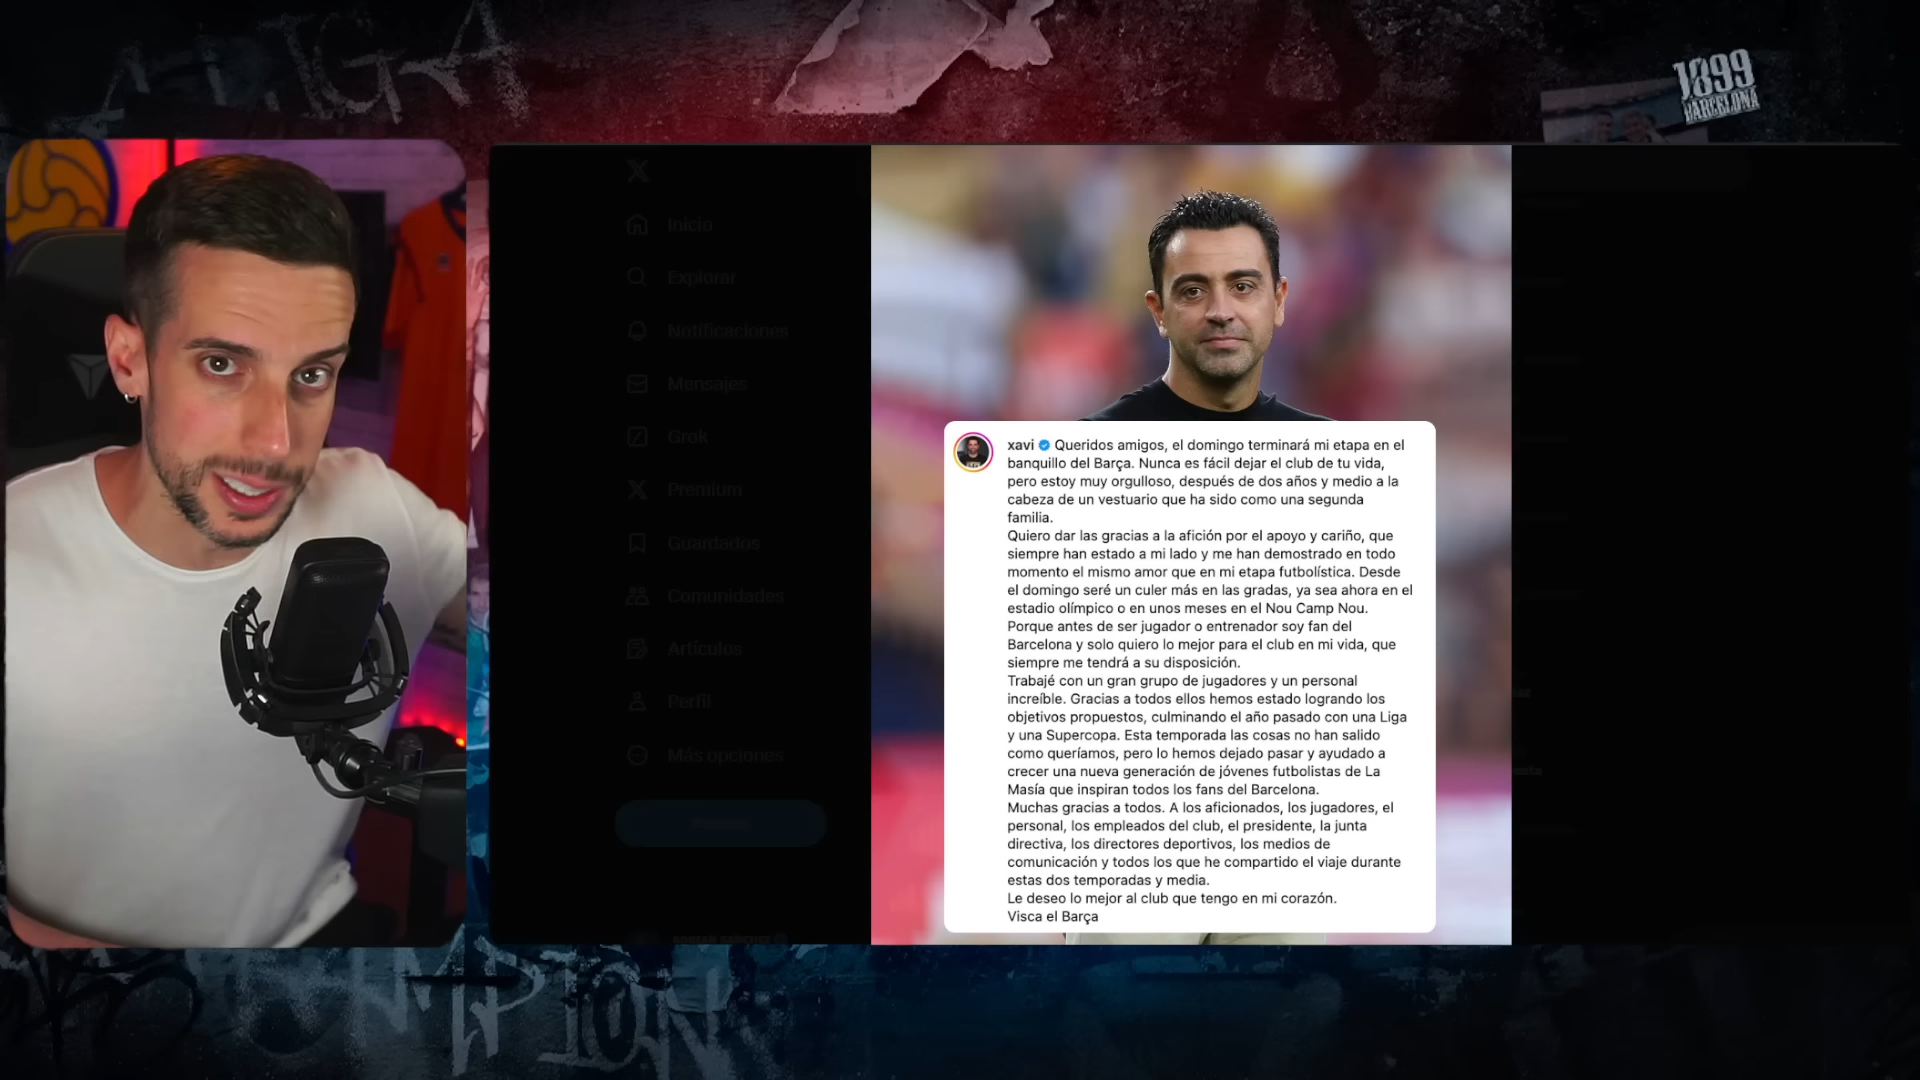 LIGA
1899
BARCELONA
Inicio
Explorar
Notificaciones
Mensajes
Grok
Premium
Guardados
Comunidades
Artículos
Perfil
Más opciones
xavi Queridos amigos, el domingo terminará mi etapa en el
banquillo del Barça. Nunca es fácil dejar el club de tu vida,
pero estoy muy orgulloso, después de dos años y medio a la
cabeza de un vestuario que ha sido como una segunda
familia.
Quiero dar las gracias a la afición por el apoyo y cariño, que
siempre han estado a mi lado y me han demostrado en todo
momento el mismo amor que en mi etapa futbolística. Desde
el domingo seré un culer más en las gradas, ya sea ahora en el
estadio olímpico o en unos meses en el Nou Camp Nou.
Porque antes de ser jugador o entrenador soy fan del
Barcelona y solo quiero lo mejor para el club en mi vida, que
siempre me tendrá a su disposición.
Trabajé con un gran grupo de jugadores y un personal
increíble. Gracias a todos ellos hemos estado logrando los
objetivos propuestos, culminando el año pasado con una Liga
y una Supercopa. Esta temporada las cosas no han salido
como queríamos, pero lo hemos dejado pasar y ayudado a
crecer una nueva generación de jóvenes futbolistas de La
Masía que inspiran todos los fans del Barcelona.
Muchas gracias a todos. A los aficionados, los jugadores, el
personal, los empleados del club, el presidente, la junta
directiva, los directores deportivos, los medios de
comunicación y todos los que he compartido el viaje durante
estas dos temporadas y media.
Le deseo lo mejor al club que tengo en mi corazón.
Visca el Barça